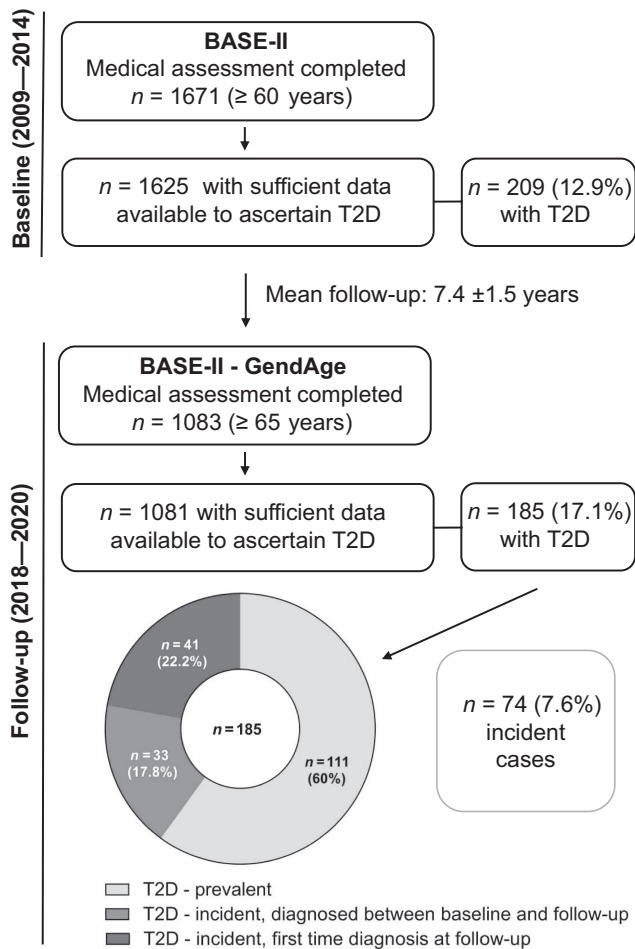 Baseline (2009—2014)
BASE-II
Medical assessment completed
n = 1671 (≥ 60 years)
n = 1625 with sufficient data
available to ascertain T2D
n = 209 (12.9%)
with T2D
Mean follow-up: 7.4 ±1.5 years
Follow-up (2018—2020)
BASE-II - GendAge
Medical assessment completed
n = 1083 (≥ 65 years)
n = 1081 with sufficient data
available to ascertain T2D
n = 185 (17.1%)
with T2D
n = 41
(22.2%)
n = 185
n = 33
(17.8%)
n = 111
(60%)
n = 74 (7.6%)
incident
cases
T2D - prevalent
T2D - incident, diagnosed between baseline and follow-up
T2D - incident, first time diagnosis at follow-up